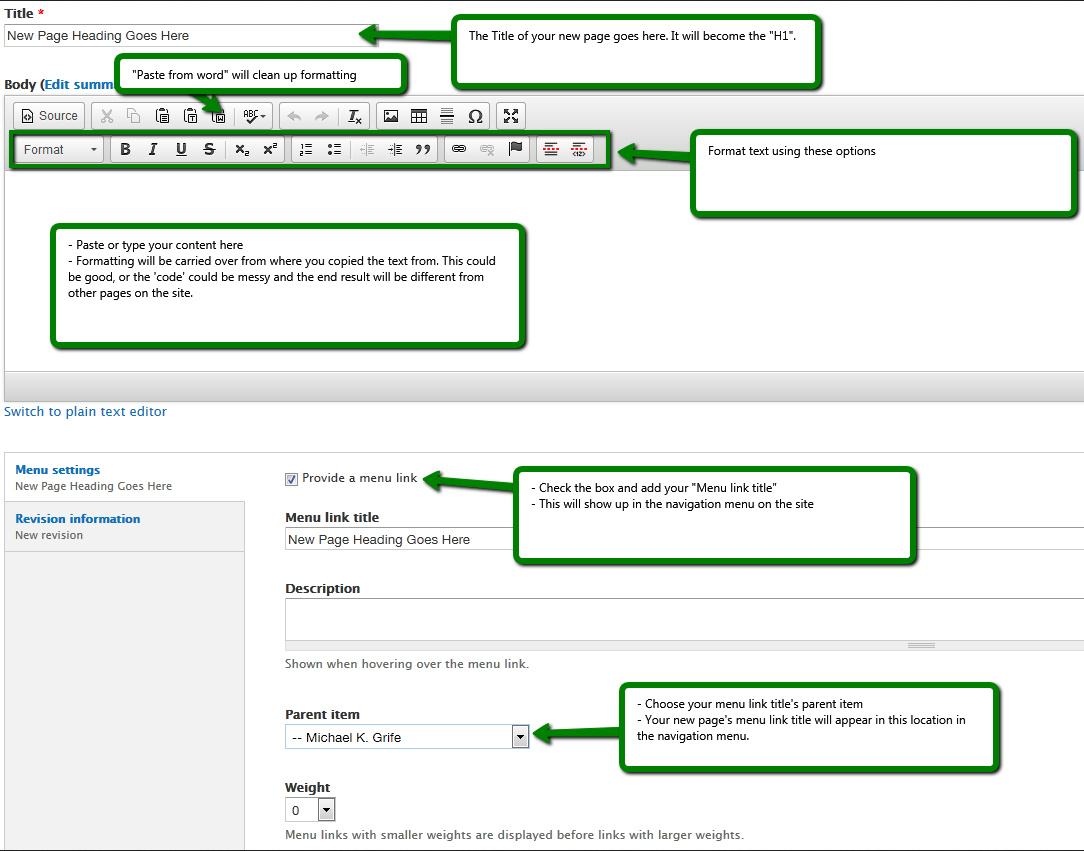 Title *
New Page Heading Goes Here
The Title of your new page goes here. It will become the "H1".
"Paste from word" will clean up formatting
Body (Edit summ
Source
ABC
Format
B I U S x₂ x²
Format text using these options
- Paste or type your content here
- Formatting will be carried over from where you copied the text from. This could
be good, or the 'code' could be messy and the end result will be different from
other pages on the site.
Switch to plain text editor
Menu settings
New Page Heading Goes Here
Revision information
New revision
Provide a menu link
- Check the box and add your "Menu link title"
- This will show up in the navigation menu on the site
Menu link title
New Page Heading Goes Here
Description
Shown when hovering over the menu link.
Parent item
-- Michael K. Grife
- Choose your menu link title's parent item
- Your new page's menu link title will appear in this location in
the navigation menu.
Weight
0
Menu links with smaller weights are displayed before links with larger weights.